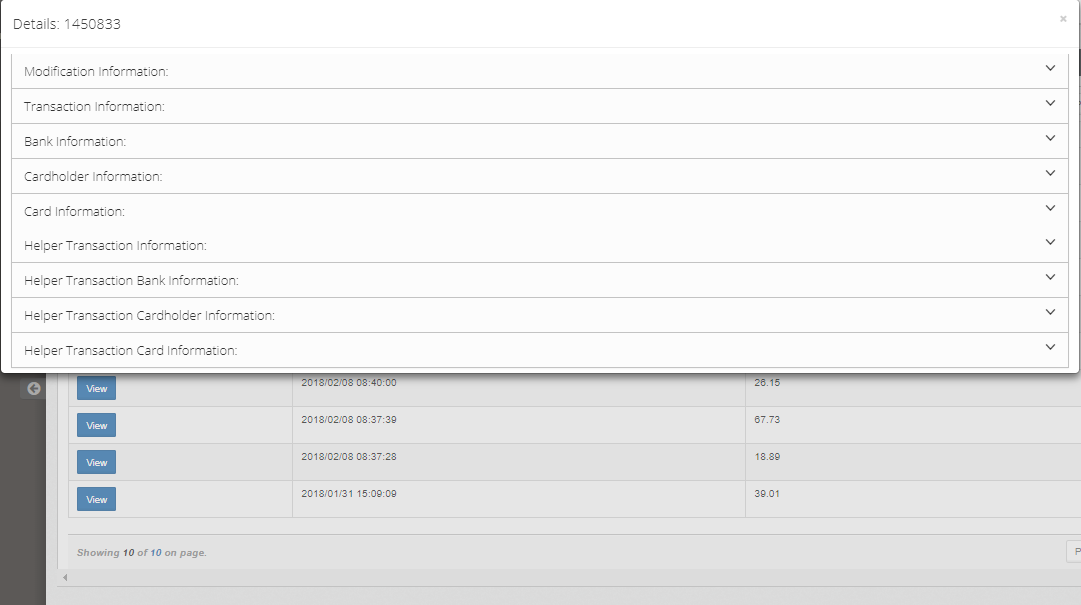 Details: 1450833
×
Modification Information:
Transaction Information:
Bank Information:
Cardholder Information:
Card Information:
Helper Transaction Information:
Helper Transaction Bank Information:
Helper Transaction Cardholder Information:
Helper Transaction Card Information:
View 2018/02/08 08:40:00 26.15
View 2018/02/08 08:37:39 67.73
View 2018/02/08 08:37:28 18.89
View 2018/01/31 15:09:09 39.01
Showing 10 of 10 on page. P